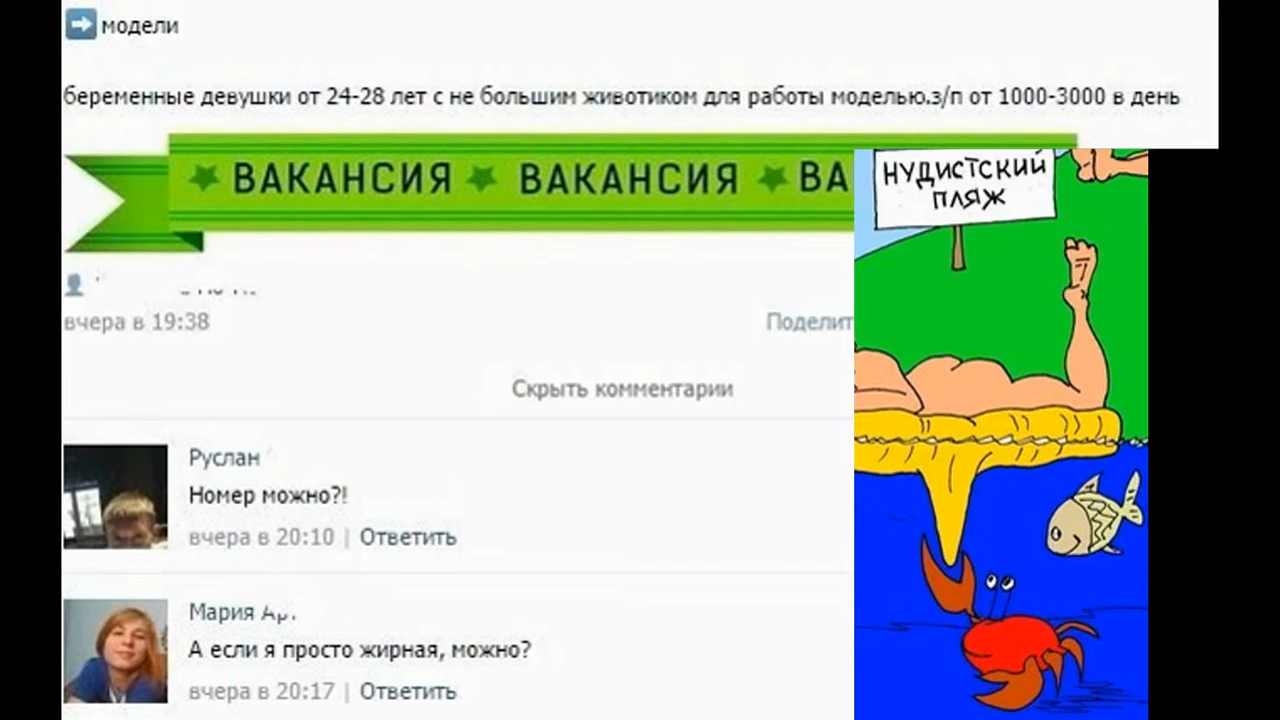 модели
беременные девушки от 24-28 лет с не большим животиком для работы моделью.з/п от 1000-3000 в день
ВАКАНСИЯ ВАКАНСИЯ ВА
НУДИСТСКИЙ
ПЛЯЖ
вчера в 19:38
Поделит
Скрыть комментарии
Руслан
Номер можно?!
вчера в 20:10 | Ответить
Мария
А если я просто жирная, можно?
вчера в 20:17 | Ответить